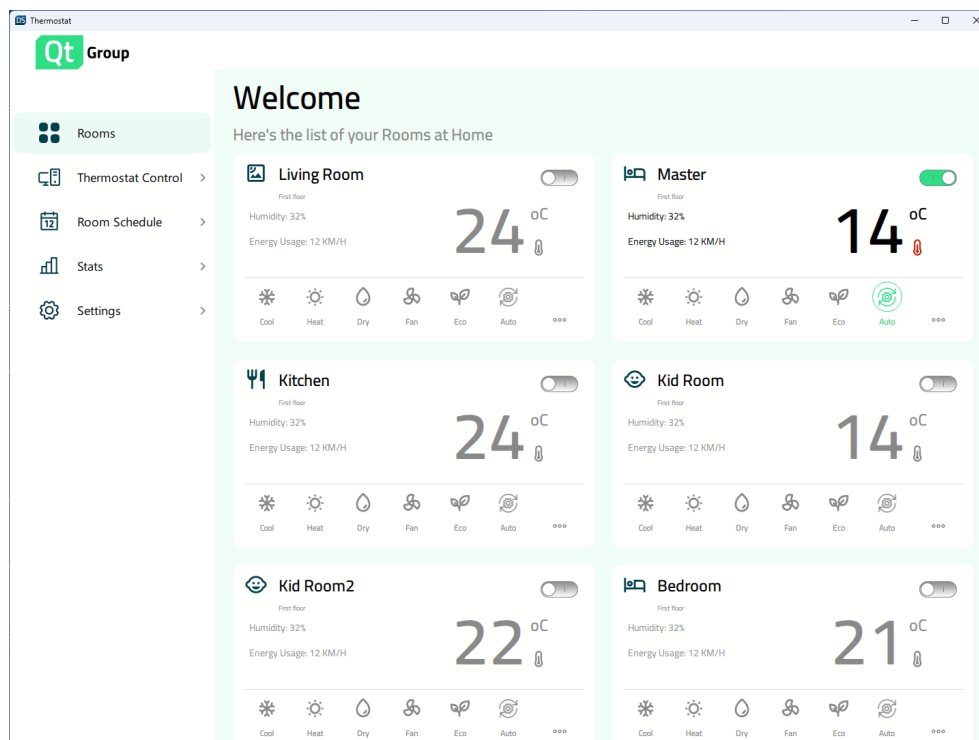 DS Thermostat
Qt Group
Welcome
Here's the list of your Rooms at Home
Rooms
Thermostat Control
12 Room Schedule
Stats
Settings
Living Room
First floor
Humidity: 32%
Energy Usage: 12 KM/H
24 oC
Cool Heat Dry Fan Eco Auto
Master
First floor
Humidity: 32%
Energy Usage: 12 KM/H
14 oC
Cool Heat Dry Fan Eco Auto
Kitchen
First floor
Humidity: 32%
Energy Usage: 12 KM/H
24 oC
Cool Heat Dry Fan Eco Auto
Kid Room
First floor
Humidity: 32%
Energy Usage: 12 KM/H
14 oC
Cool Heat Dry Fan Eco Auto
Kid Room2
First floor
Humidity: 32%
Energy Usage: 12 KM/H
22 oC
Cool Heat Dry Fan Eco Auto
Bedroom
First floor
Humidity: 32%
Energy Usage: 12 KM/H
21 oC
Cool Heat Dry Fan Eco Auto